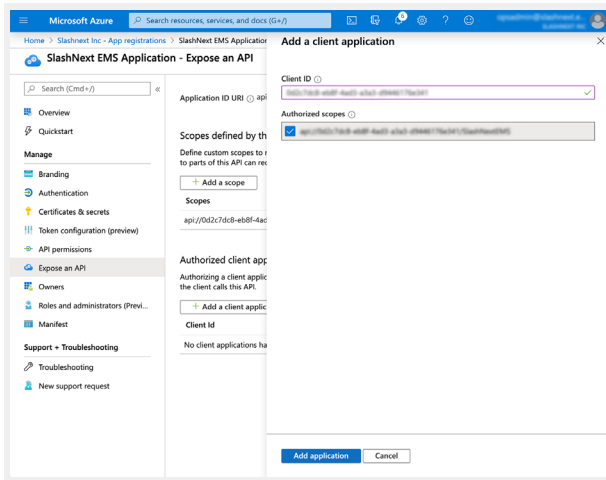 Microsoft Azure
Search resources, services, and docs (G+/)
6
?
Home > Slashnext Inc - App registrations > SlashNext EMS Application
SlashNext EMS Application - Expose an API
Search (Cmd+/)
«
Overview
Quickstart
Manage
Branding
Authentication
Certificates & secrets
Token configuration (preview)
API permissions
Expose an API
Owners
Roles and administrators (Previ...
Manifest
Support + Troubleshooting
Troubleshooting
New support request
Application ID URI api
Scopes defined by th
Define custom scopes to r
to parts of this API can rec
+ Add a scope
Scopes
api://0d2c7dc8-eb8f-4ad
Authorized client app
Authorizing a client applic
the client calls this API.
+ Add a client applic
Client Id
No client applications ha
Add a client application
Client ID
Authorized scopes
Add application
Cancel